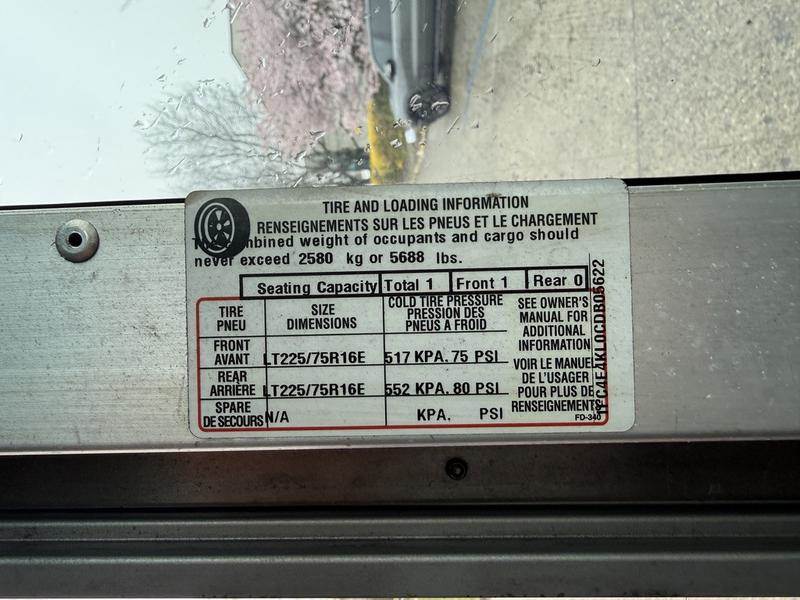 TIRE AND LOADING INFORMATION
RENSEIGNEMENTS SUR LES PNEUS ET LE CHARGEMENT
weight of occupants and cargo should
never exceed 2580 kg or 5688 lbs.
Seating Capacity Total 1 Front 1 Rear 0
TIRE PNEU
SIZE DIMENSIONS
COLD TIRE PRESSURE
PRESSION DES
PNEUS A FROID
FRONT AVANT
LT225/75R16E
517 KPA. 75 PSI
REAR ARRIÈRE
LT225/75R16E
552 KPA. 80 PSI
SPARE DE SECOURS
N/A
KPA. PSI
SEE OWNER'S
MANUAL FOR
ADDITIONAL
INFORMATION
VOIR LE MANUEL
DE L'USAGER
POUR PLUS DE
RENSEIGNEMENTS
FD-340